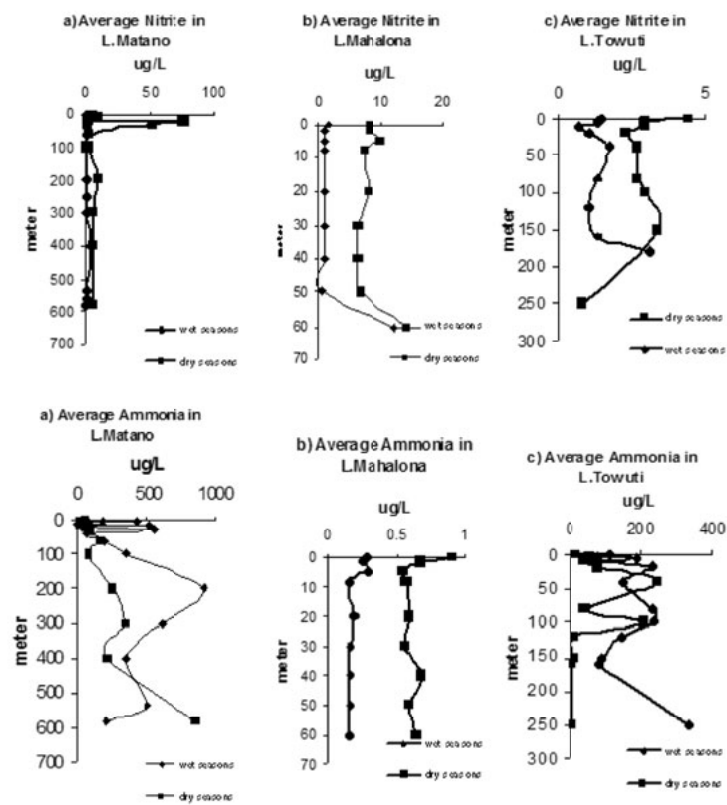 a) Average Nitrite in
L.Matano
ug/L
0 50 100
0
100
200
300
400
500
600
700
meter
wet seasons
dry seasons
b) Average Nitrite in
L.Mahalona
ug/L
0 10 20
0
10
20
30
40
50
60
70
meter
wet seasons
dry seasons
c) Average Nitrite in
L.Towuti
ug/L
0 5
0
50
100
150
200
250
300
meter
dry seasons
wet seasons
a) Average Ammonia in
L.Matano
ug/L
0 500 1000
0
100
200
300
400
500
600
700
meter
wet seasons
dry seasons
b) Average Ammonia in
L.Mahalona
ug/L
0 0.5 1
0
10
20
30
40
50
60
70
meter
wet seasons
dry seasons
c) Average Ammonia in
L.Towuti
ug/L
0 200 400
0
50
100
150
200
250
300
meter
wet seasons
dry seasons